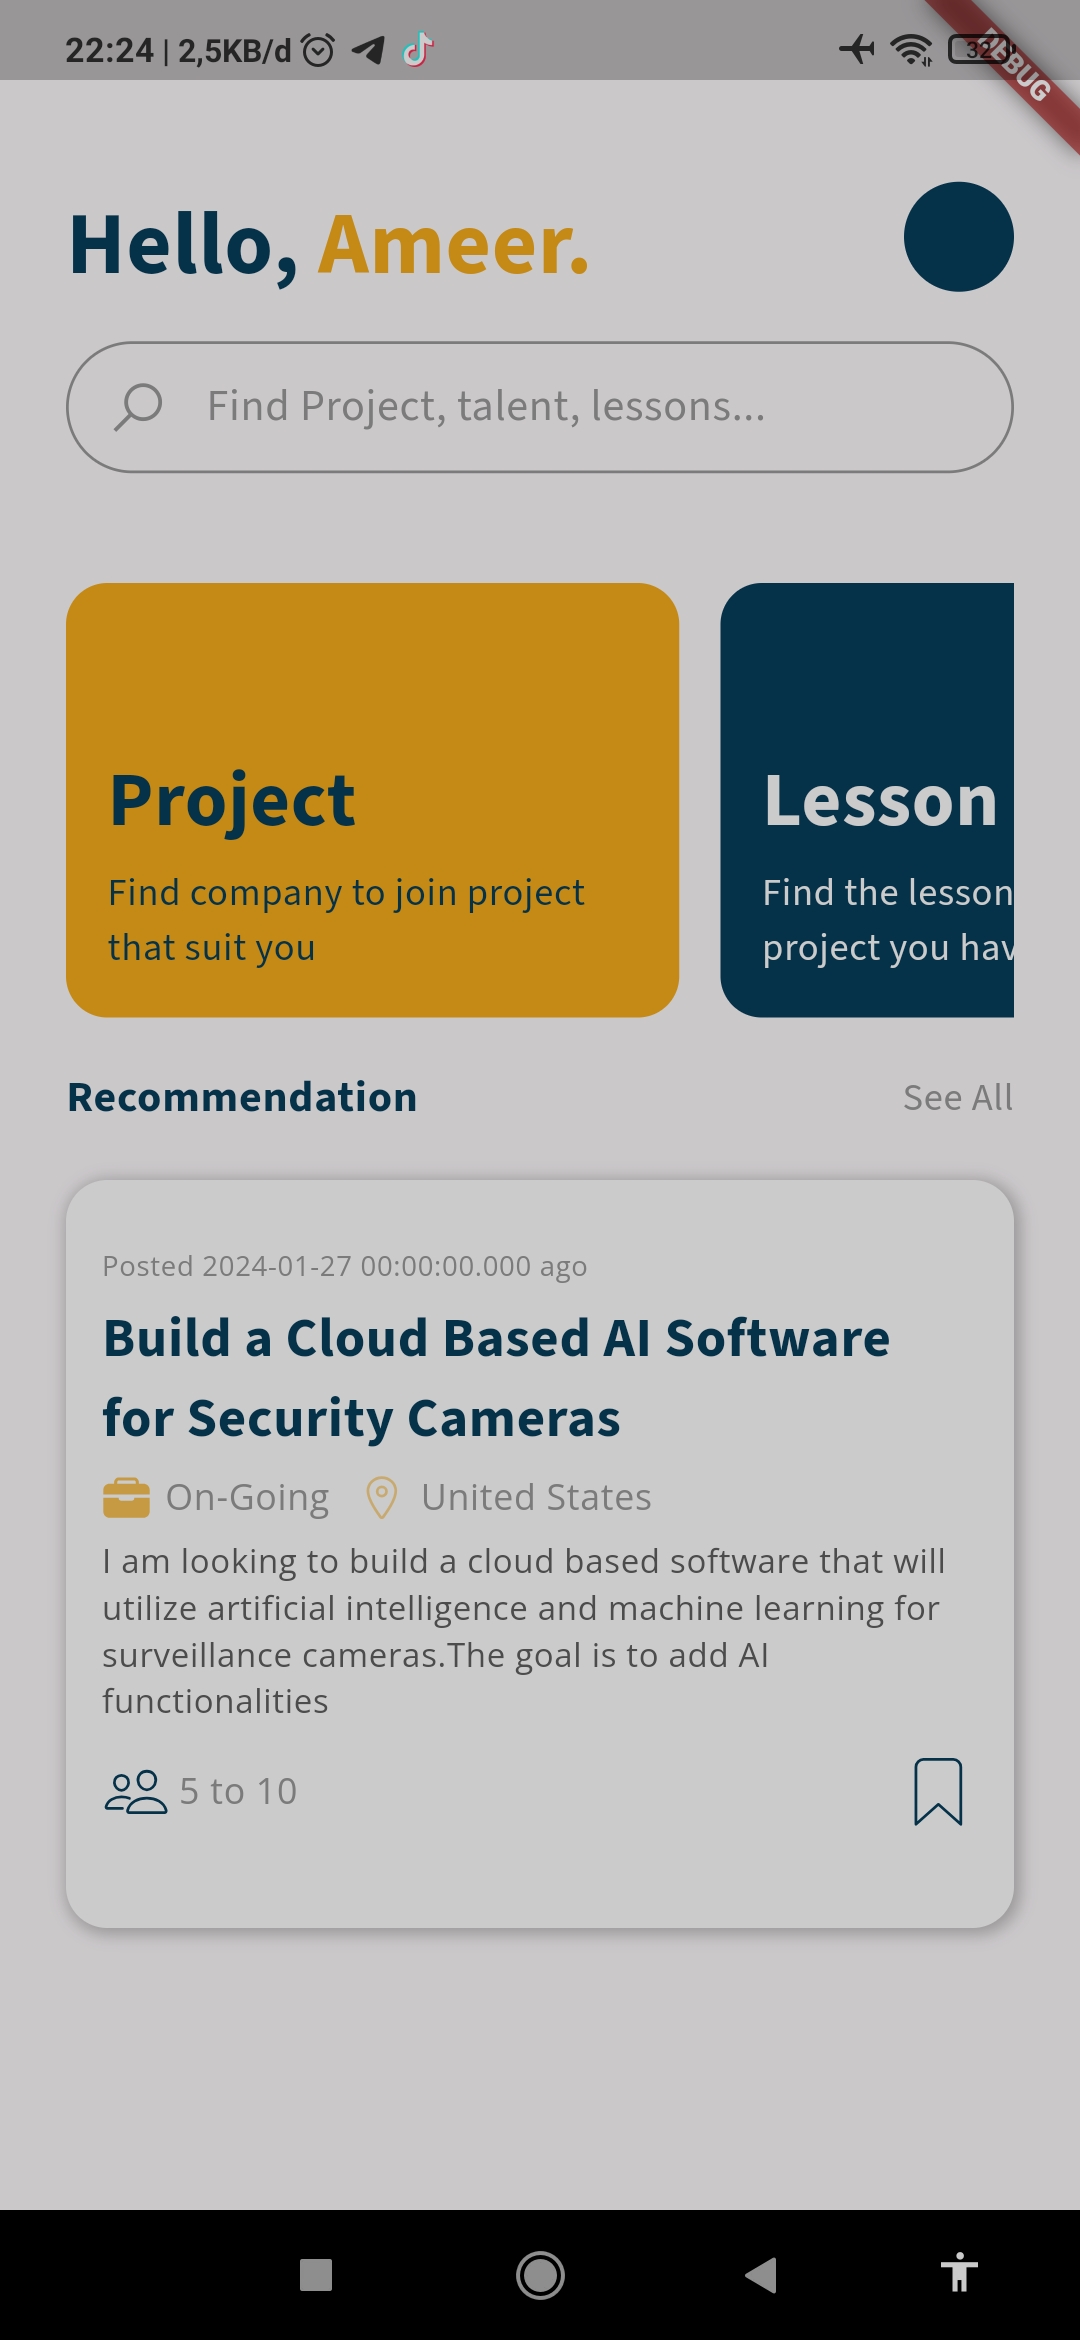 22:24 | 2,5KB/d
32
DEBUG
Hello, Ameer.
Find Project, talent, lessons...
Project
Find company to join project
that suit you
Lesson
Find the lesson
project you hav
Recommendation
See All
Posted 2024-01-27 00:00:00.000 ago
Build a Cloud Based AI Software
for Security Cameras
On-Going
United States
I am looking to build a cloud based software that will
utilize artificial intelligence and machine learning for
surveillance cameras.The goal is to add AI
functionalities
5 to 10